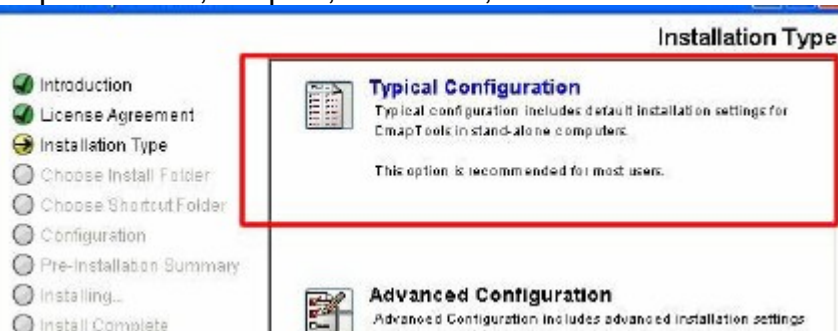 Installation Type
Introduction
License Agreement
Installation Type
Choose Install Folder
Choose Shortcut Folder
Configuration
Pre-Installation Summary
Installing...
Install Complete
Typical Configuration
Typical configuration includes default installation settings for
CmapTools in stand-alone computers.
This option is recommended for most users.
Advanced Configuration
Advanced Configuration includes advanced installation settings